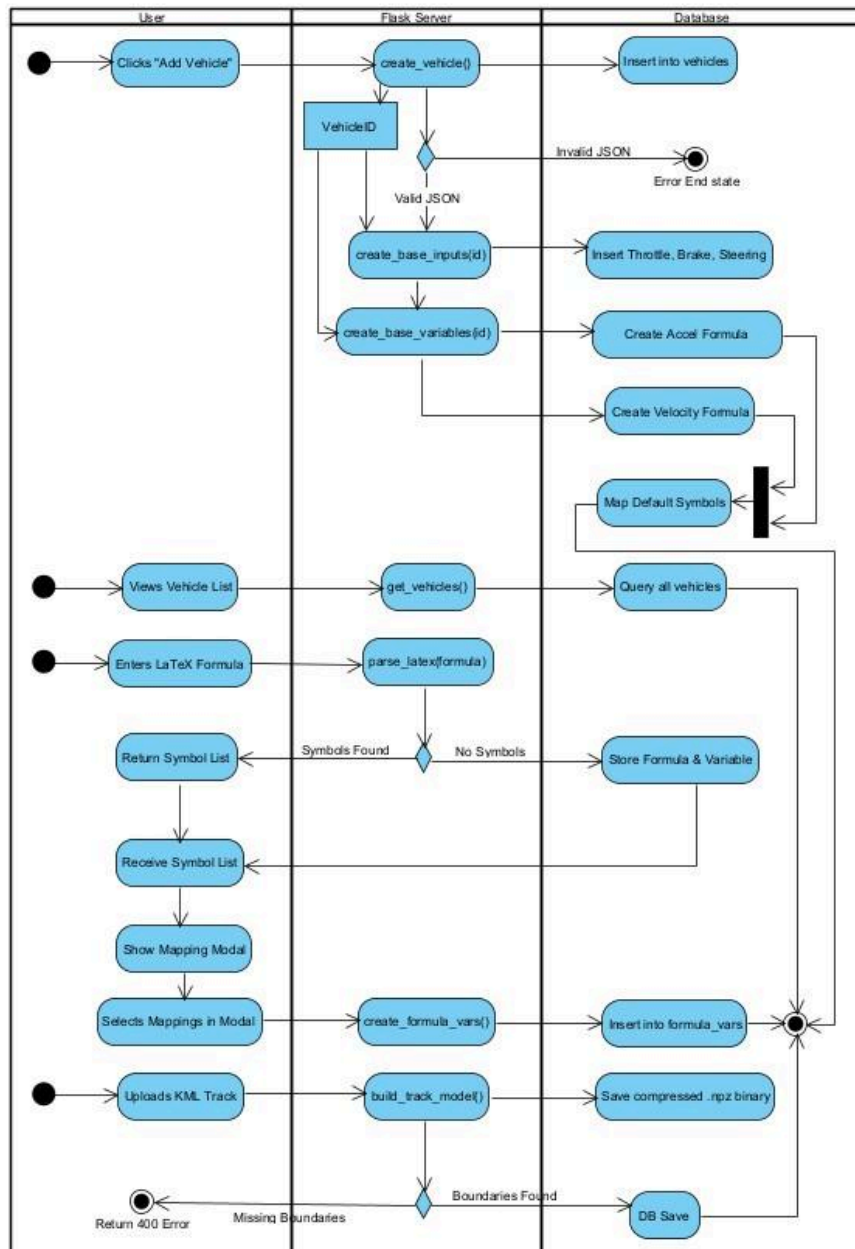 User
Flask Server
Database
Clicks "Add Vehicle"
create_vehicle()
Insert into vehicles
VehicleID
Invalid JSON
Error End state
Valid JSON
create_base_inputs(id)
Insert Throttle, Brake, Steering
create_base_variables(id)
Create Accel Formula
Create Velocity Formula
Map Default Symbols
Views Vehicle List
get_vehicles()
Query all vehicles
Enters LaTeX Formula
parse_latex(formula)
Return Symbol List
Symbols Found
No Symbols
Store Formula & Variable
Receive Symbol List
Show Mapping Modal
Selects Mappings in Modal
create_formula_vars()
Insert into formula_vars
Uploads KML Track
build_track_model()
Save compressed .npz binary
Boundaries Found
Missing Boundaries
Return 400 Error
DB Save